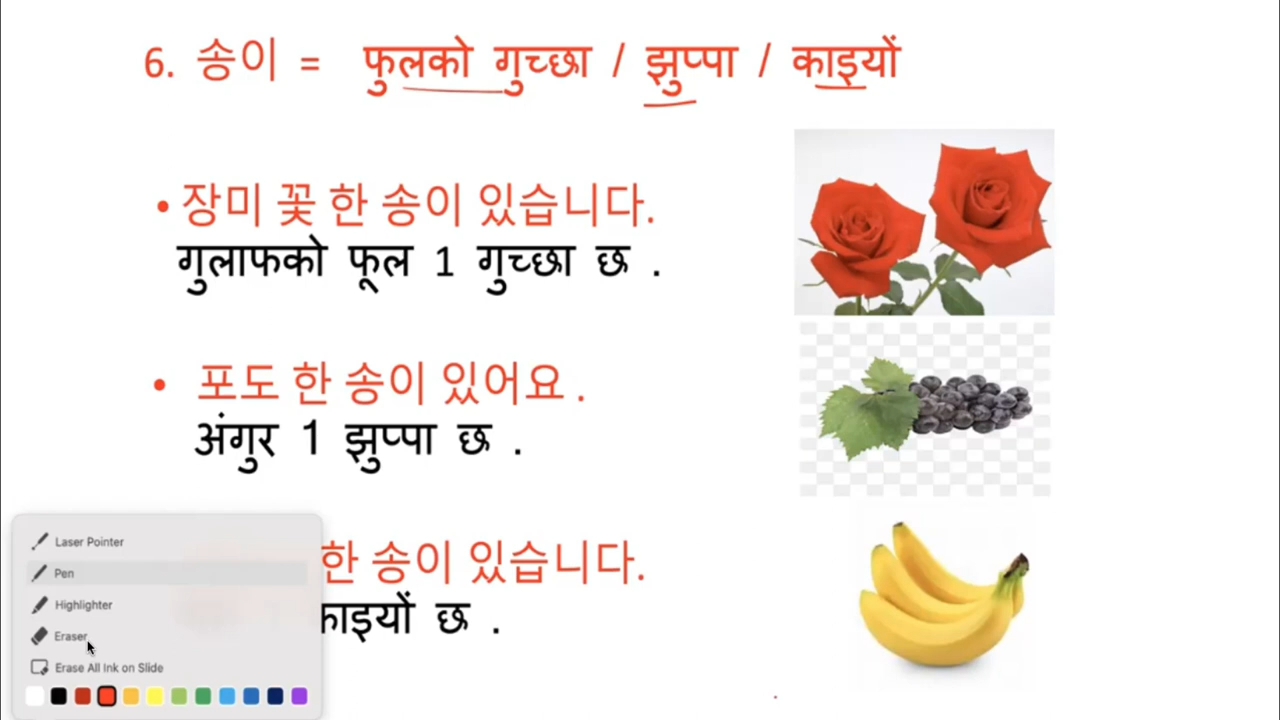 6. 송이 = फुलको गुच्छा / झुप्पा / काइयों
• 장미 꽃 한 송이 있습니다.
गुलाफको फूल 1 गुच्छा छ .
• 포도 한 송이 있어요 .
अंगुर 1 झुप्पा छ .
한 송이 있습니다.
काइयों छ .
Laser Pointer
Pen
Highlighter
Eraser
Erase All Ink on Slide